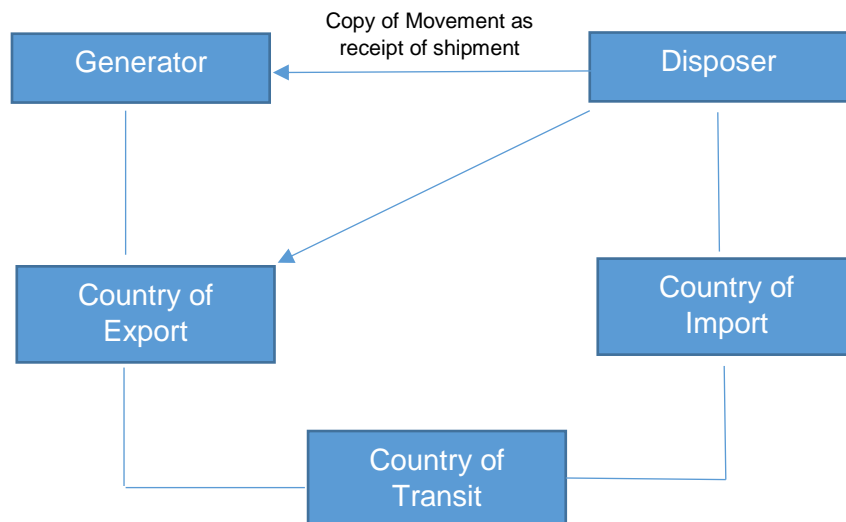 Copy of Movement as
receipt of shipment
Generator
Disposer
Country of
Export
Country of
Import
Country of
Transit